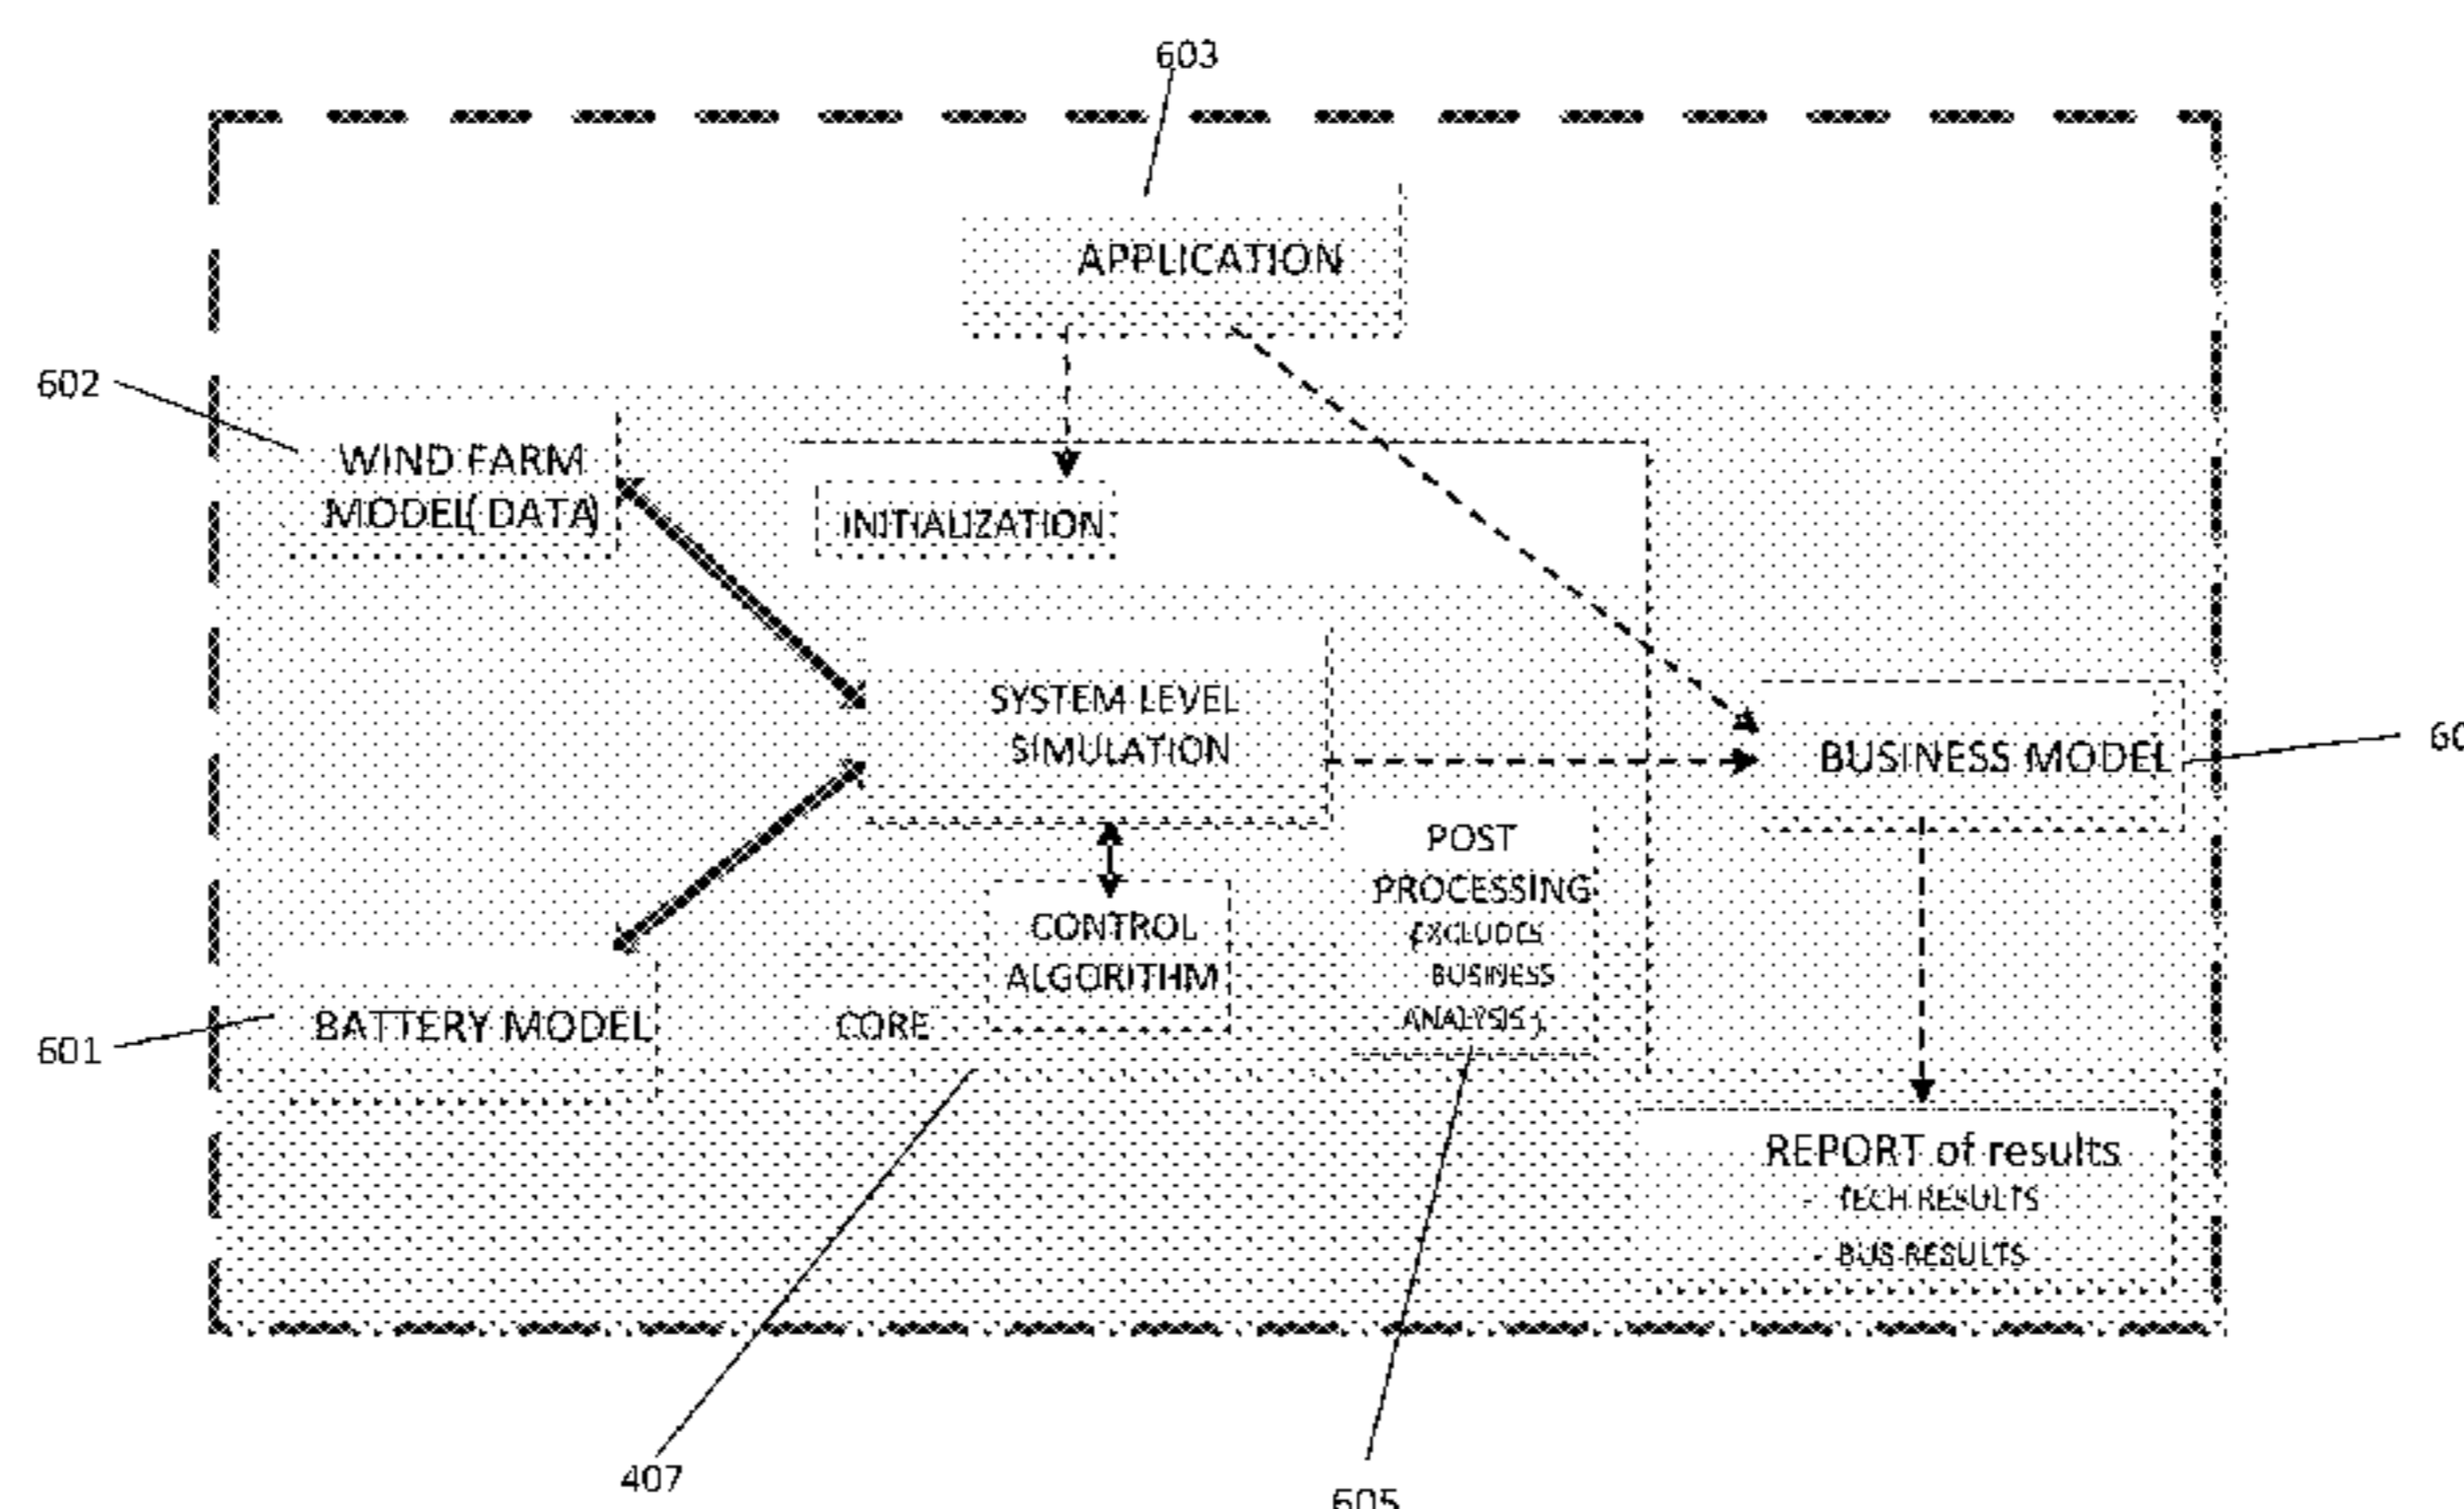 603
APPLICATION
602
WIND FARM
MODEL(DATA)
INITIALIZATION
SYSTEM LEVEL
SIMULATION
BUSINESS MODEL
POST
PROCESSING
(EXCLUDES
BUSINESS
ANALYSIS)
CONTROL
ALGORITHM
CORE
BATTERY MODEL
601
REPORT of results
- TECH RESULTS
- BUS RESULTS
407
605